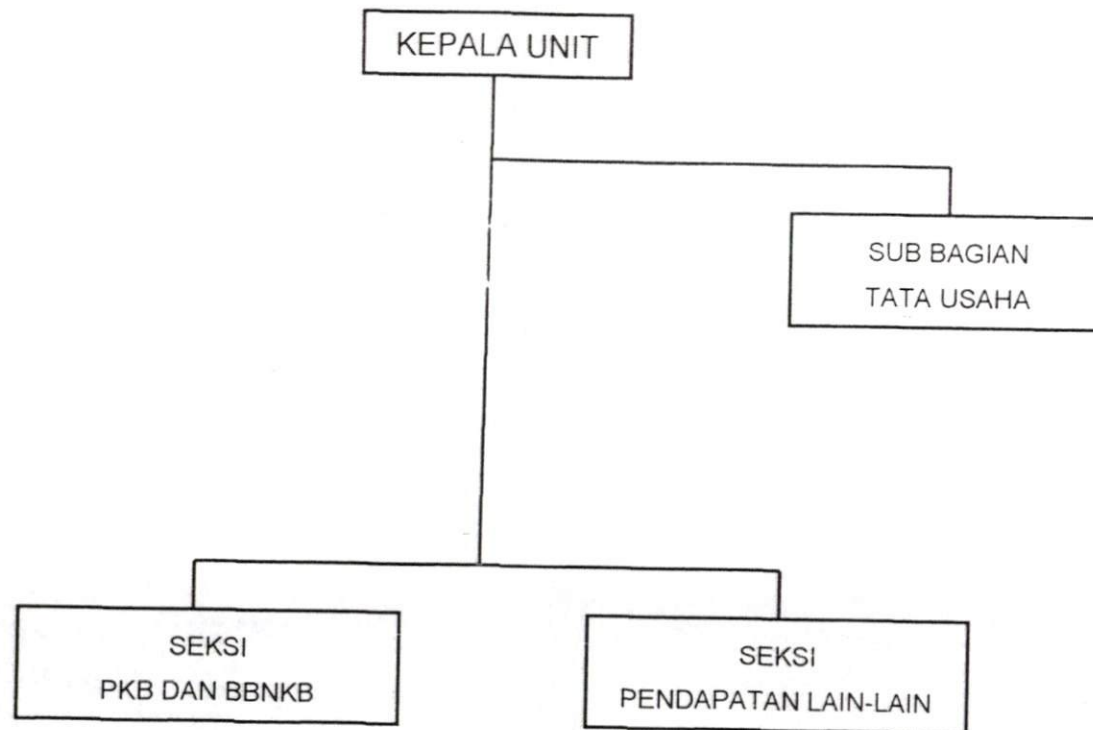 KEPALA UNIT
SUB BAGIAN
TATA USAHA
SEKSI
PKB DAN BBNKB
SEKSI
PENDAPATAN LAIN-LAIN